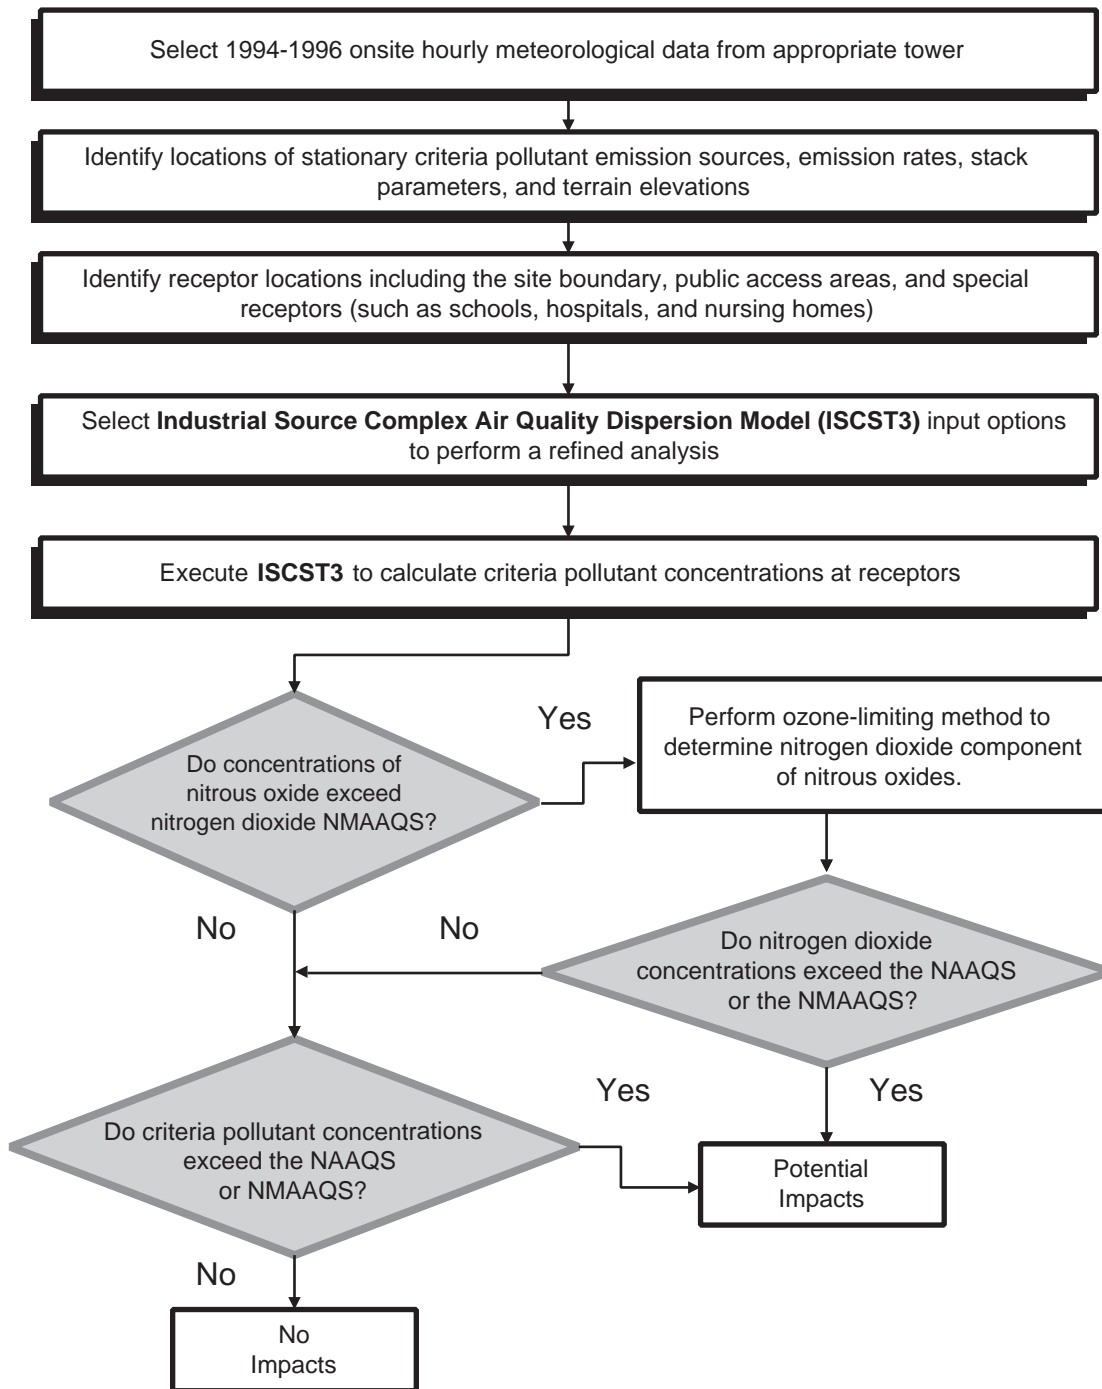 Select 1994-1996 onsite hourly meteorological data from appropriate tower
Identify locations of stationary criteria pollutant emission sources, emission rates, stack
parameters, and terrain elevations
Identify receptor locations including the site boundary, public access areas, and special
receptors (such as schools, hospitals, and nursing homes)
Select Industrial Source Complex Air Quality Dispersion Model (ISCST3) input options
to perform a refined analysis
Execute ISCST3 to calculate criteria pollutant concentrations at receptors
Do concentrations of
nitrous oxide exceed
nitrogen dioxide NMAAQS?
Yes
Perform ozone-limiting method to
determine nitrogen dioxide component
of nitrous oxides.
No
No
Do nitrogen dioxide
concentrations exceed the NAAQS
or the NMAAQS?
Yes
Yes
Do criteria pollutant concentrations
exceed the NAAQS
or NMAAQS?
Potential
Impacts
No
No
Impacts